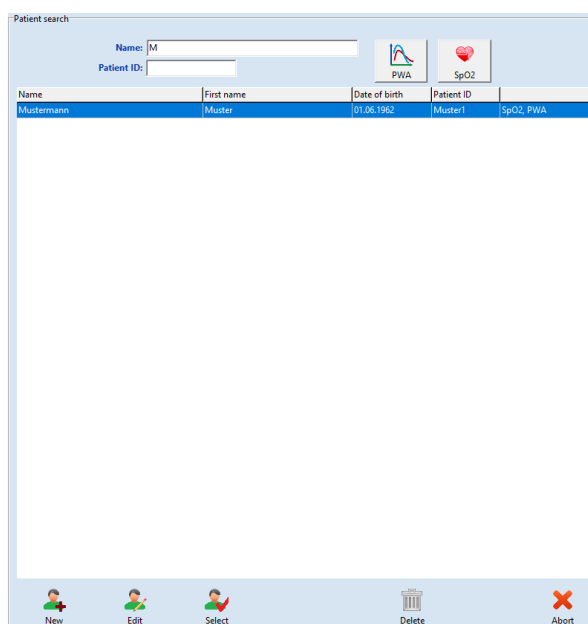 Patient search
Name: M
Patient ID:
PWA SpO2
Name First name Date of birth Patient ID
Mustermann Muster 01.06.1962 Muster1 SpO2, PWA
New Edit Select Delete Abort